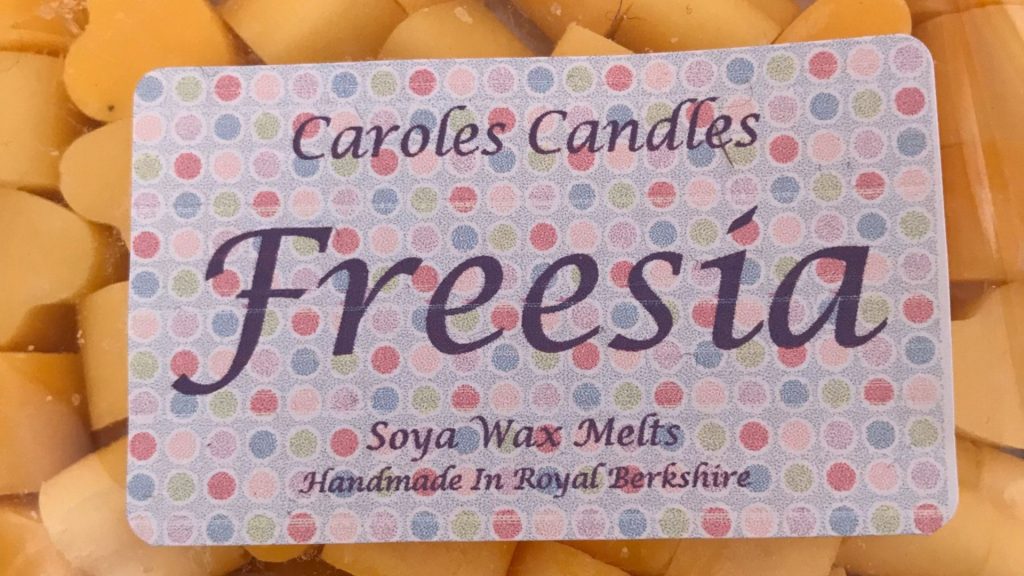 Caroles Candles
Freesia
Soya Wax Melts
Handmade In Royal Berkshire